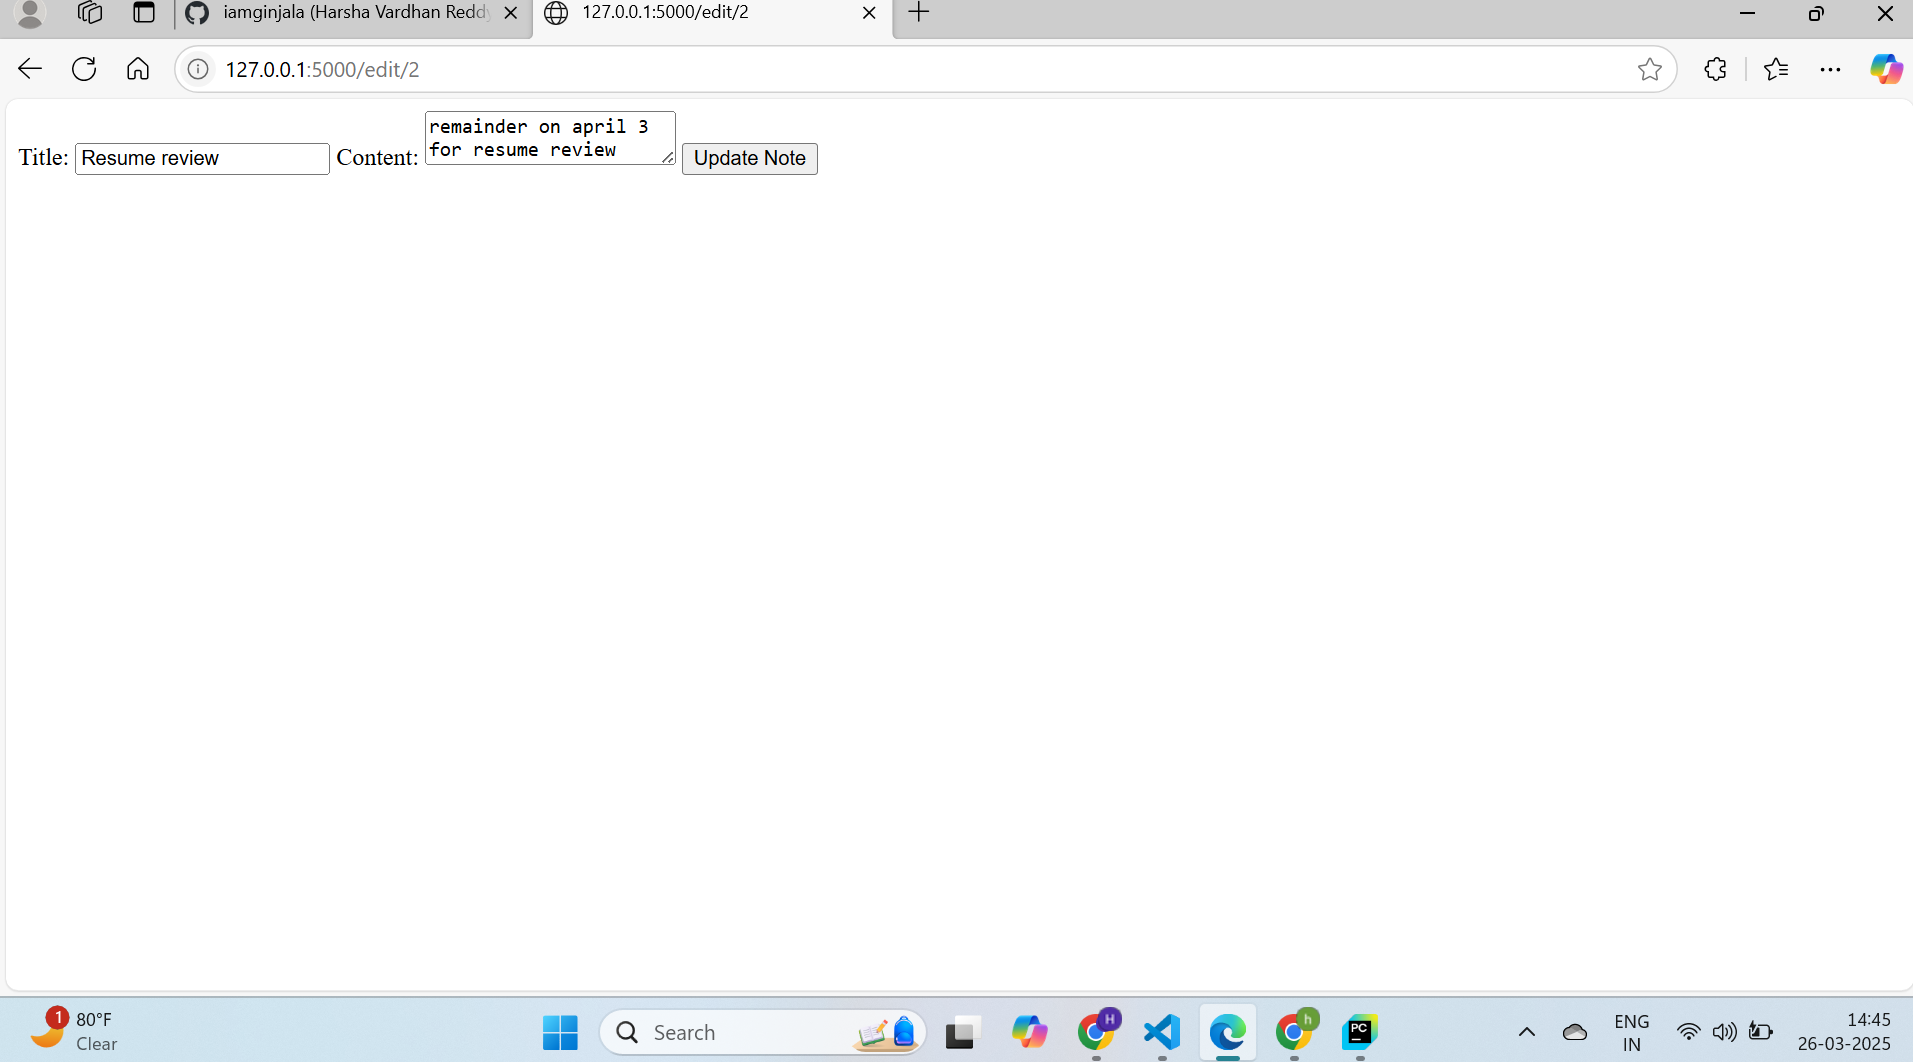 iamginjala (Harsha Vardhan Reddy
127.0.0.1:5000/edit/2
127.0.0.1:5000/edit/2
Title: Resume review Content: remainder on april 3
for resume review
Update Note
1
80°F
Clear
Search
H
h
PC
ENG
IN
14:45
26-03-2025